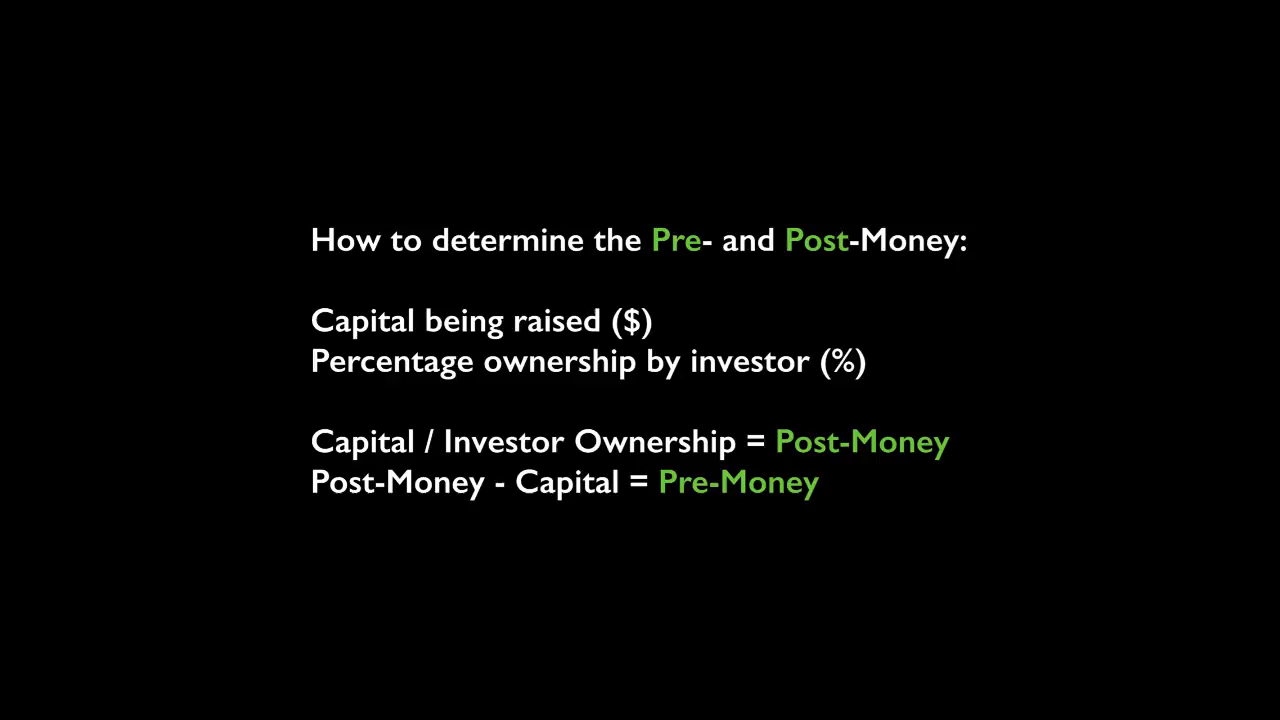 How to determine the Pre- and Post-Money:
Capital being raised ($)
Percentage ownership by investor (%)
Capital / Investor Ownership = Post-Money
Post-Money - Capital = Pre-Money